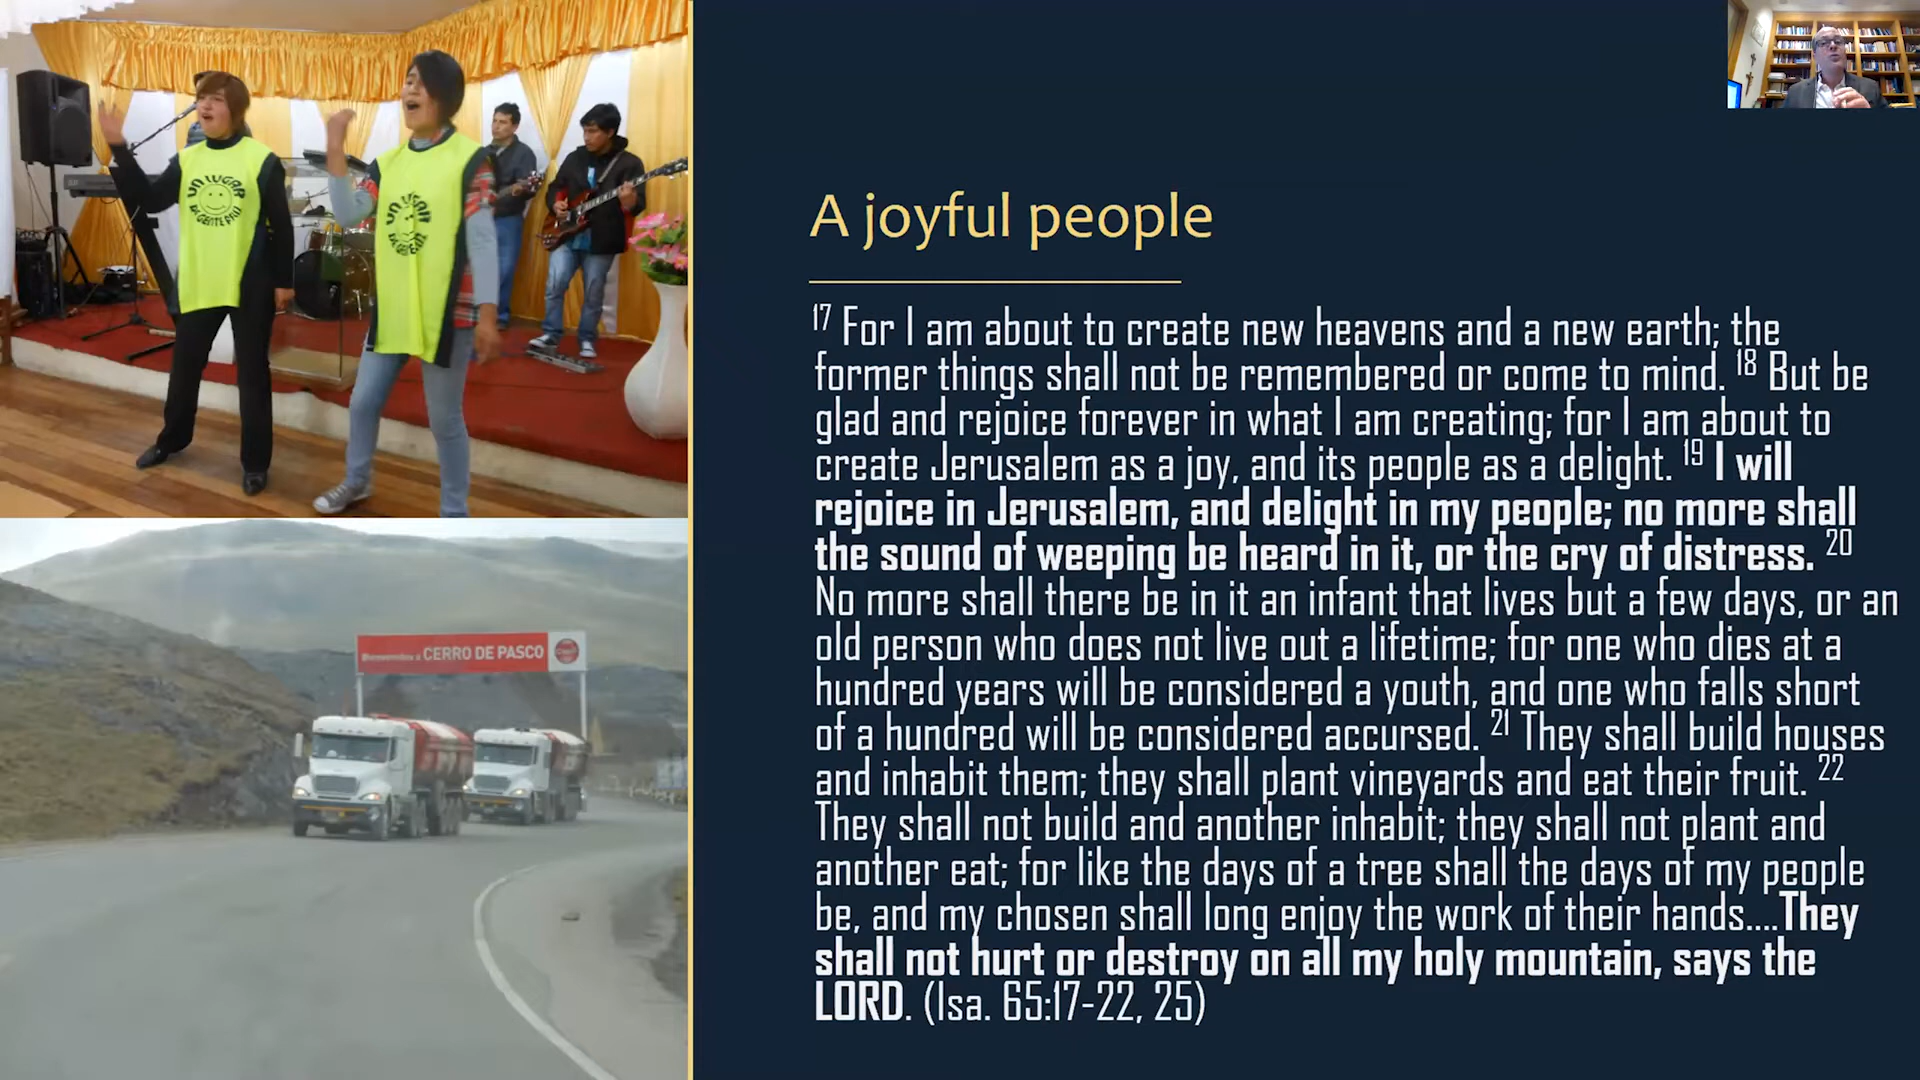 UN LUGAR
DA GENTE FELIZ
UN LUGAR
Bienvenidos a CERRO DE PASCO
Claro
A joyful people
17 For I am about to create new heavens and a new earth; the
former things shall not be remembered or come to mind. 18 But be
glad and rejoice forever in what I am creating; for I am about to
create Jerusalem as a joy, and its people as a delight. 19 I will
rejoice in Jerusalem, and delight in my people; no more shall
the sound of weeping be heard in it, or the cry of distress. 20
No more shall there be in it an infant that lives but a few days, or an
old person who does not live out a lifetime; for one who dies at a
hundred years will be considered a youth, and one who falls short
of a hundred will be considered accursed. 21 They shall build houses
and inhabit them; they shall plant vineyards and eat their fruit. 22
They shall not build and another inhabit; they shall not plant and
another eat; for like the days of a tree shall the days of my people
be, and my chosen shall long enjoy the work of their hands....They
shall not hurt or destroy on all my holy mountain, says the
LORD. (Isa. 65:17-22, 25)